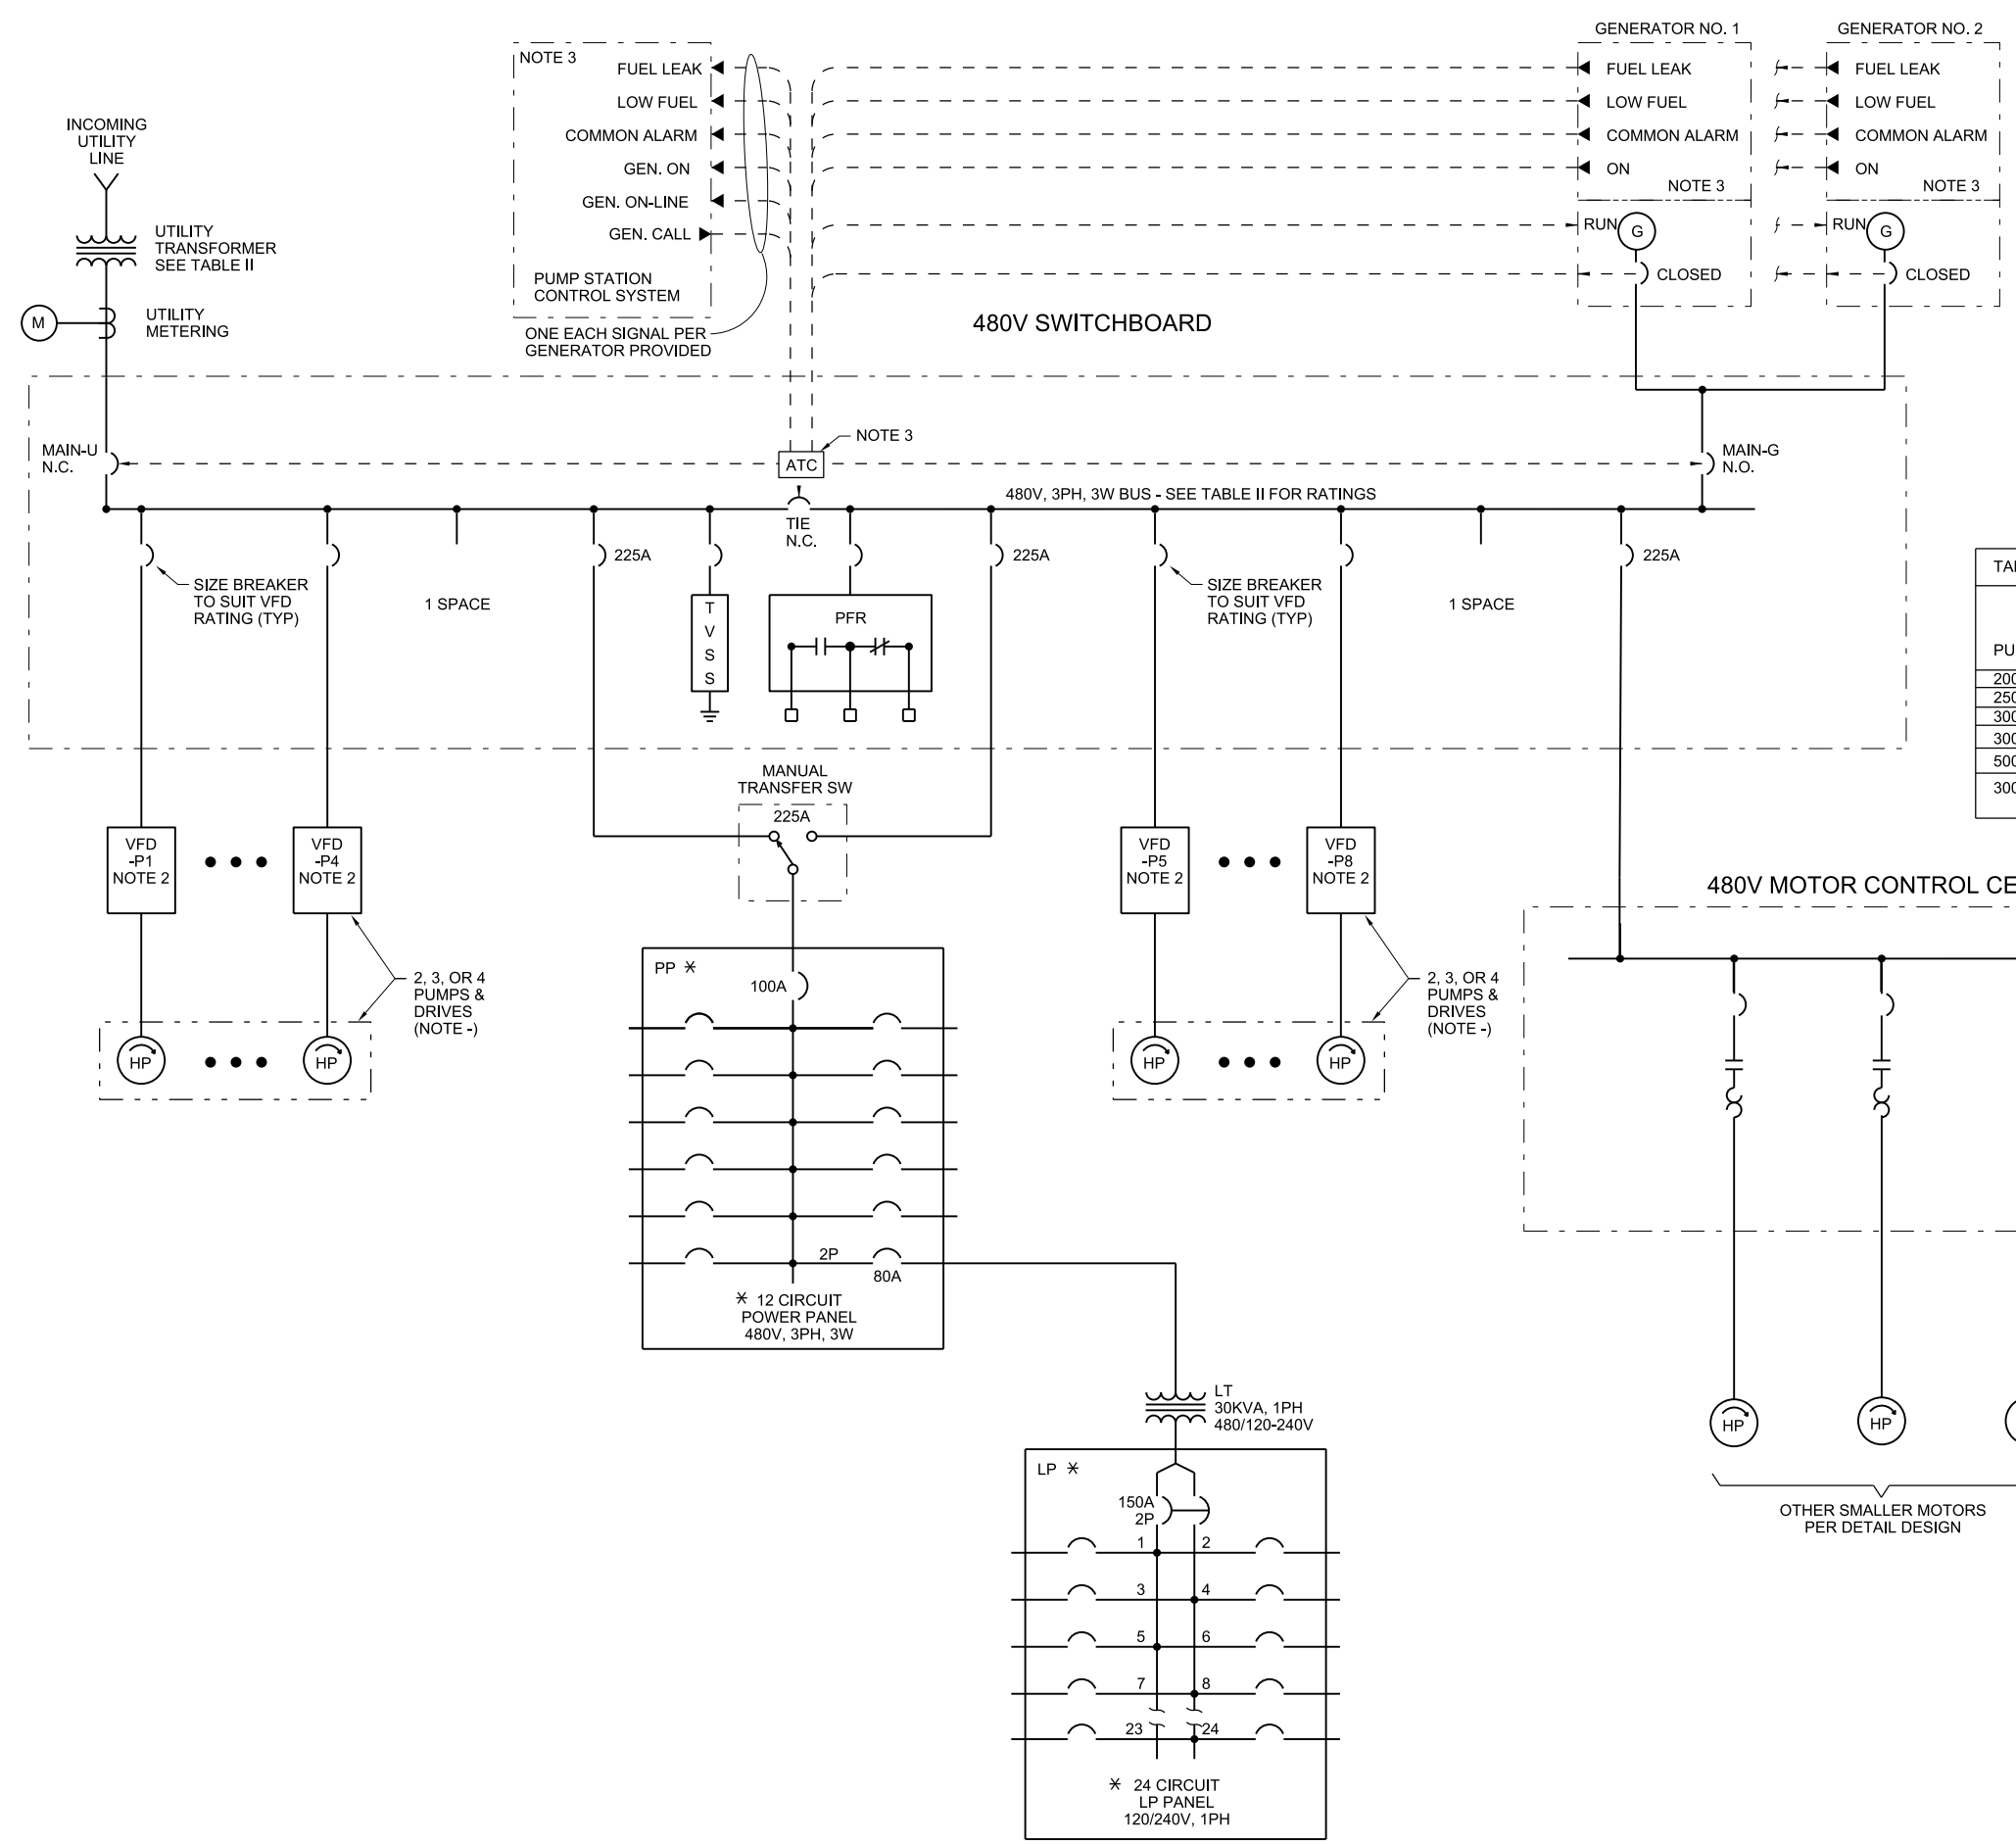 GENERATOR NO. 1
GENERATOR NO. 2
NOTE 3
FUEL LEAK
LOW FUEL
COMMON ALARM
GEN. ON
GEN. ON-LINE
GEN. CALL
PUMP STATION
CONTROL SYSTEM
ONE EACH SIGNAL PER
GENERATOR PROVIDED
FUEL LEAK
LOW FUEL
COMMON ALARM
ON
NOTE 3
RUN
G
CLOSED
FUEL LEAK
LOW FUEL
COMMON ALARM
ON
NOTE 3
RUN
G
CLOSED
INCOMING
UTILITY
LINE
UTILITY
TRANSFORMER
SEE TABLE II
M
UTILITY
METERING
480V SWITCHBOARD
MAIN-U
N.C.
ATC
NOTE 3
MAIN-G
N.O.
480V, 3PH, 3W BUS - SEE TABLE II FOR RATINGS
TIE
N.C.
SIZE BREAKER
TO SUIT VFD
RATING (TYP)
1 SPACE
225A
T
V
S
S
PFR
225A
SIZE BREAKER
TO SUIT VFD
RATING (TYP)
1 SPACE
225A
MANUAL
TRANSFER SW
225A
VFD
-P1
NOTE 2
VFD
-P4
NOTE 2
2, 3, OR 4
PUMPS &
DRIVES
(NOTE -)
HP
HP
VFD
-P5
NOTE 2
VFD
-P8
NOTE 2
2, 3, OR 4
PUMPS &
DRIVES
(NOTE -)
HP
HP
PP *
100A
2P
80A
* 12 CIRCUIT
POWER PANEL
480V, 3PH, 3W
LT
30KVA, 1PH
480/120-240V
LP *
150A
2P
1 2
3 4
5 6
7 8
23 24
* 24 CIRCUIT
LP PANEL
120/240V, 1PH
480V MOTOR CONTROL
HP
HP
OTHER SMALLER MOTORS
PER DETAIL DESIGN